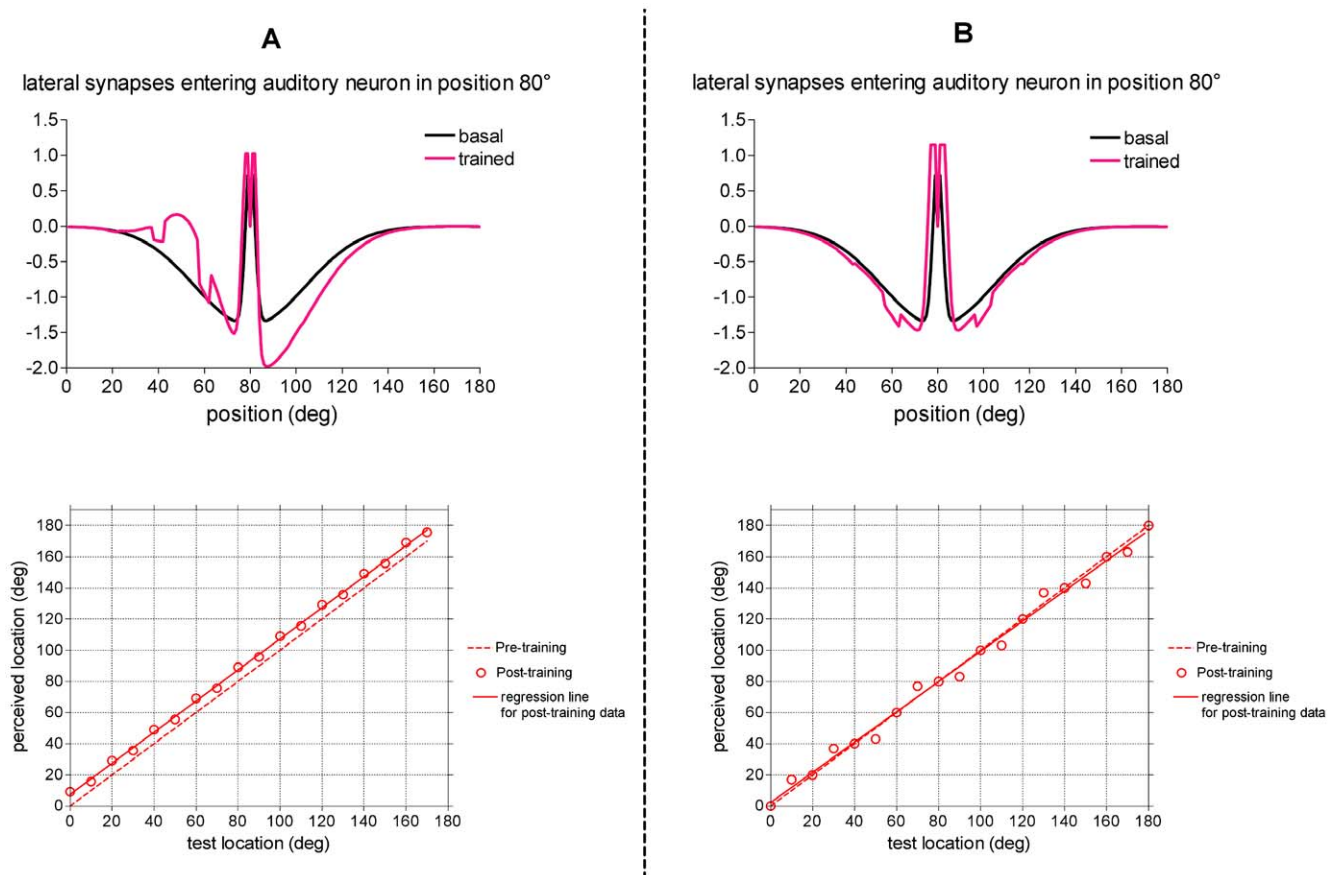 A
lateral synapses entering auditory neuron in position 80°
1.5
1.0
0.5
0.0
-0.5
-1.0
-1.5
-2.0
basal
trained
0 20 40 60 80 100 120 140 160 180
position (deg)
180
160
140
120
100
80
60
40
20
0
perceived location (deg)
0 20 40 60 80 100 120 140 160 180
test location (deg)
Pre-training
Post-training
regression line
for post-training data
B
lateral synapses entering auditory neuron in position 80°
1.5
1.0
0.5
0.0
-0.5
-1.0
-1.5
-2.0
basal
trained
0 20 40 60 80 100 120 140 160 180
position (deg)
180
160
140
120
100
80
60
40
20
0
perceived location (deg)
0 20 40 60 80 100 120 140 160 180
test location (deg)
Pre-training
Post-training
regression line
for post-training data